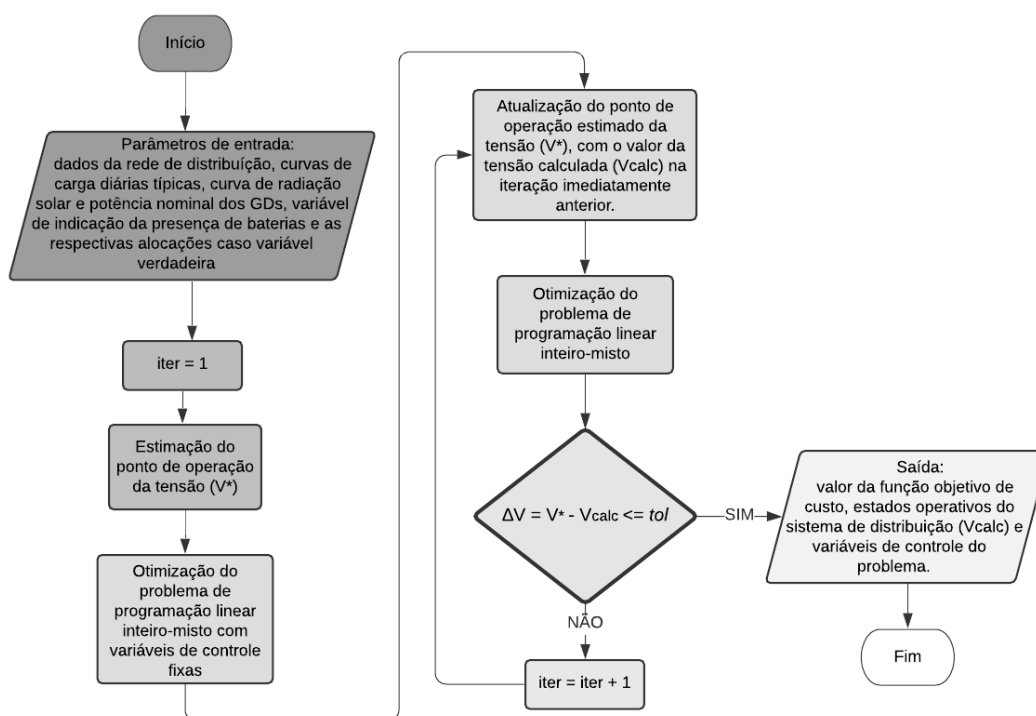 Início
Parâmetros de entrada:
dados da rede de distribuíção, curvas de
carga diárias típicas, curva de radiação
solar e potência nominal dos GDs, variável
de indicação da presença de baterias e as
respectivas alocações caso variável
verdadeira
iter = 1
Estimação do
ponto de operação
da tensão (V*)
Otimização do
problema de
programação linear
inteiro-misto com
variáveis de controle
fixas
Atualização do ponto de
operação estimado da
tensão (V*), com o valor da
tensão calculada (Vcalc) na
iteração imediatamente
anterior.
Otimização do
problema de
programação linear
inteiro-misto
ΔV = V* - Vcalc <= tol
SIM
NÃO
iter = iter + 1
Saída:
valor da função objetivo de
custo, estados operativos do
sistema de distribuição (Vcalc) e
variáveis de controle do
problema.
Fim